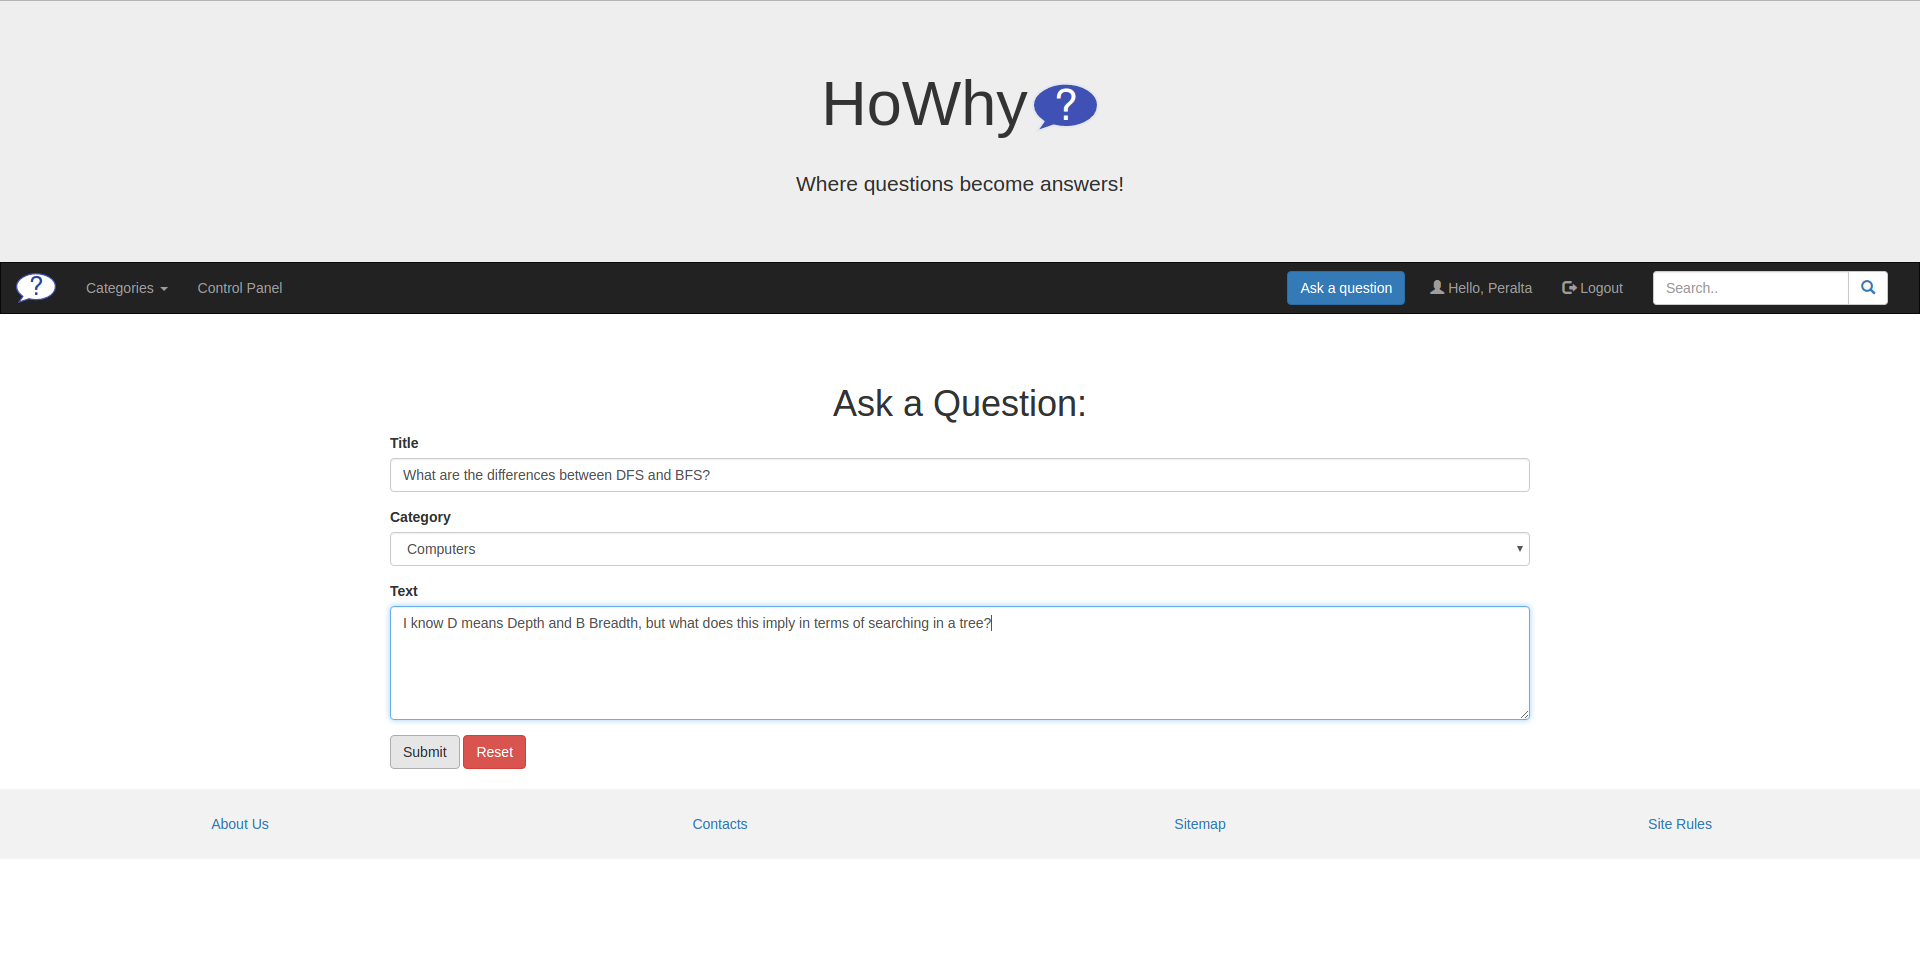 HoWhy?
Where questions become answers!
?
Categories
Control Panel
Ask a question
Hello, Peralta
Logout
Search..
Ask a Question:
Title
What are the differences between DFS and BFS?
Category
Computers
Text
I know D means Depth and B Breadth, but what does this imply in terms of searching in a tree?
Submit
Reset
About Us
Contacts
Sitemap
Site Rules